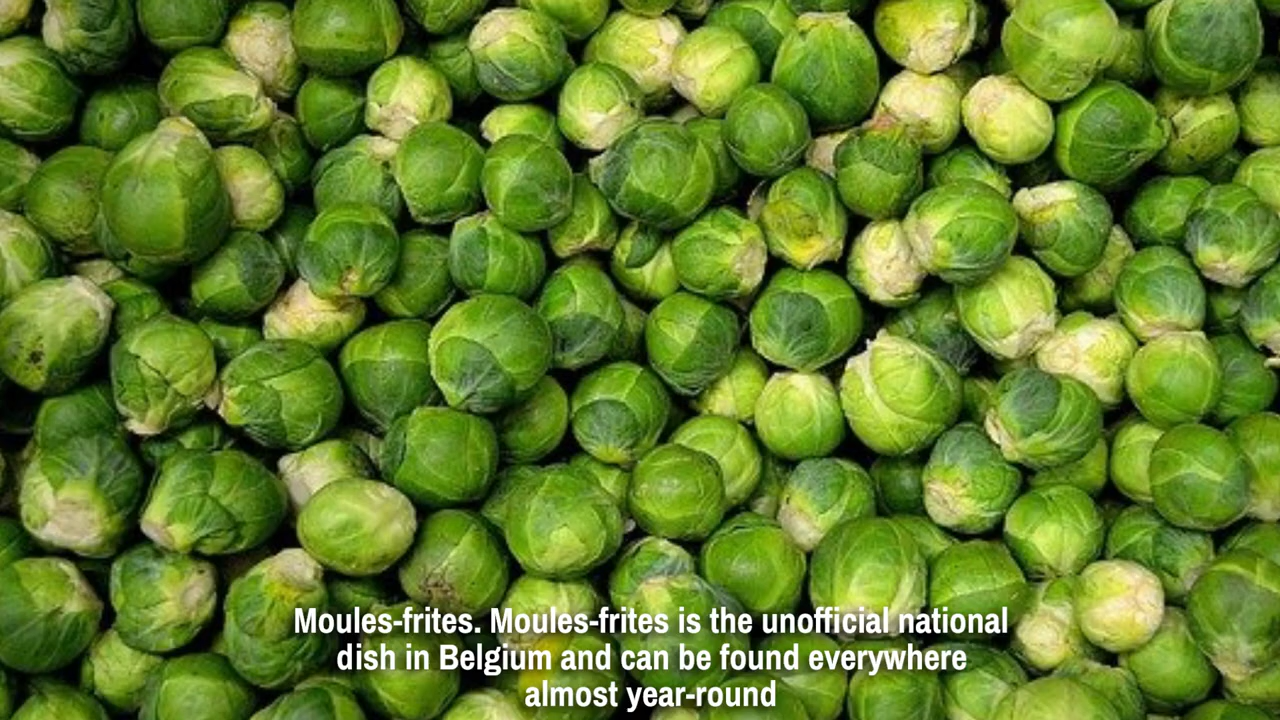 Moules-frites. Moules-frites is the unofficial national
dish in Belgium and can be found everywhere
almost year-round